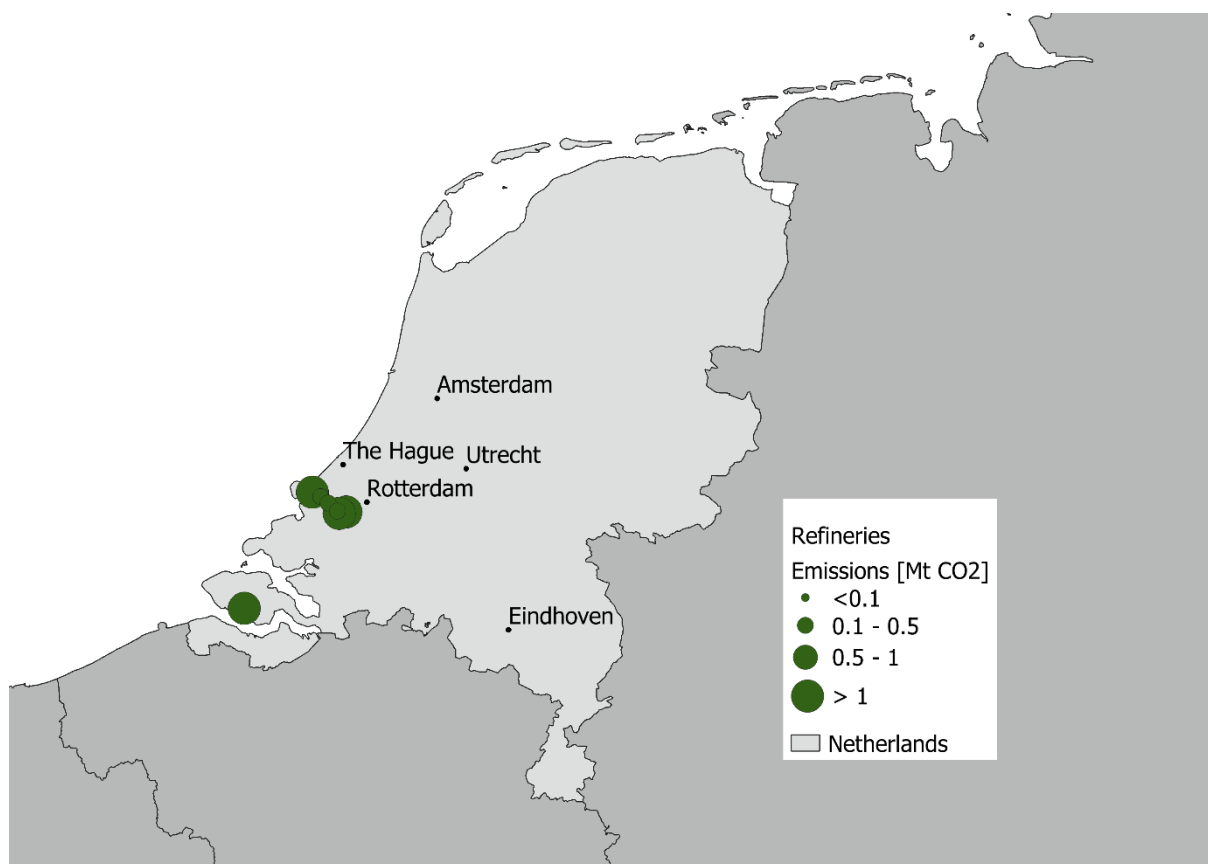 Amsterdam
The Hague
Utrecht
Rotterdam
Eindhoven
Refineries
Emissions [Mt CO2]
<0.1
0.1 - 0.5
0.5 - 1
> 1
Netherlands